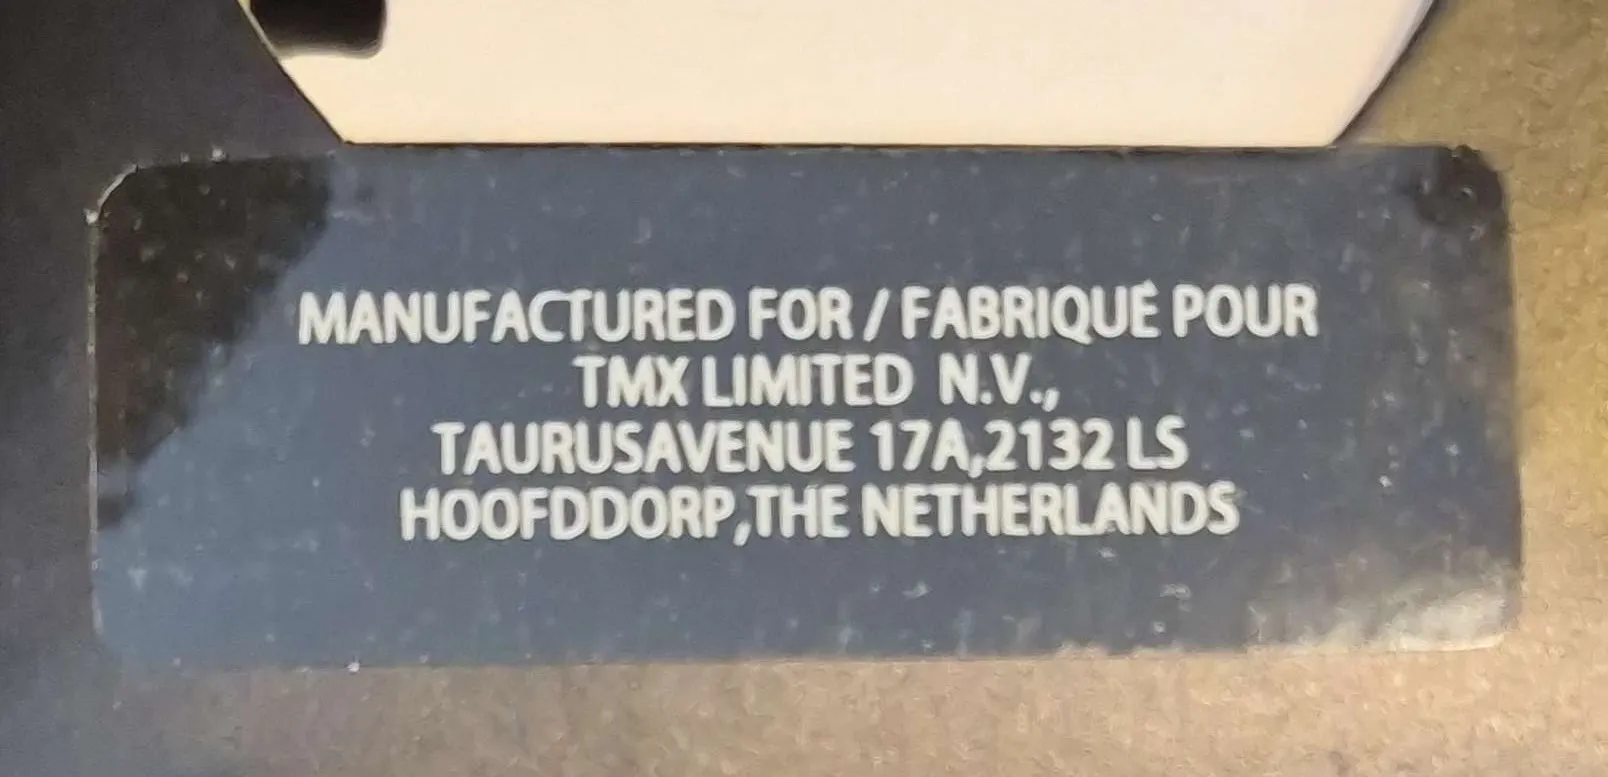 MANUFACTURED FOR / FABRIQUÉ POUR
TMX LIMITED N.V.,
TAURUSAVENUE 17A,2132 LS
HOOFDDORP,THE NETHERLANDS